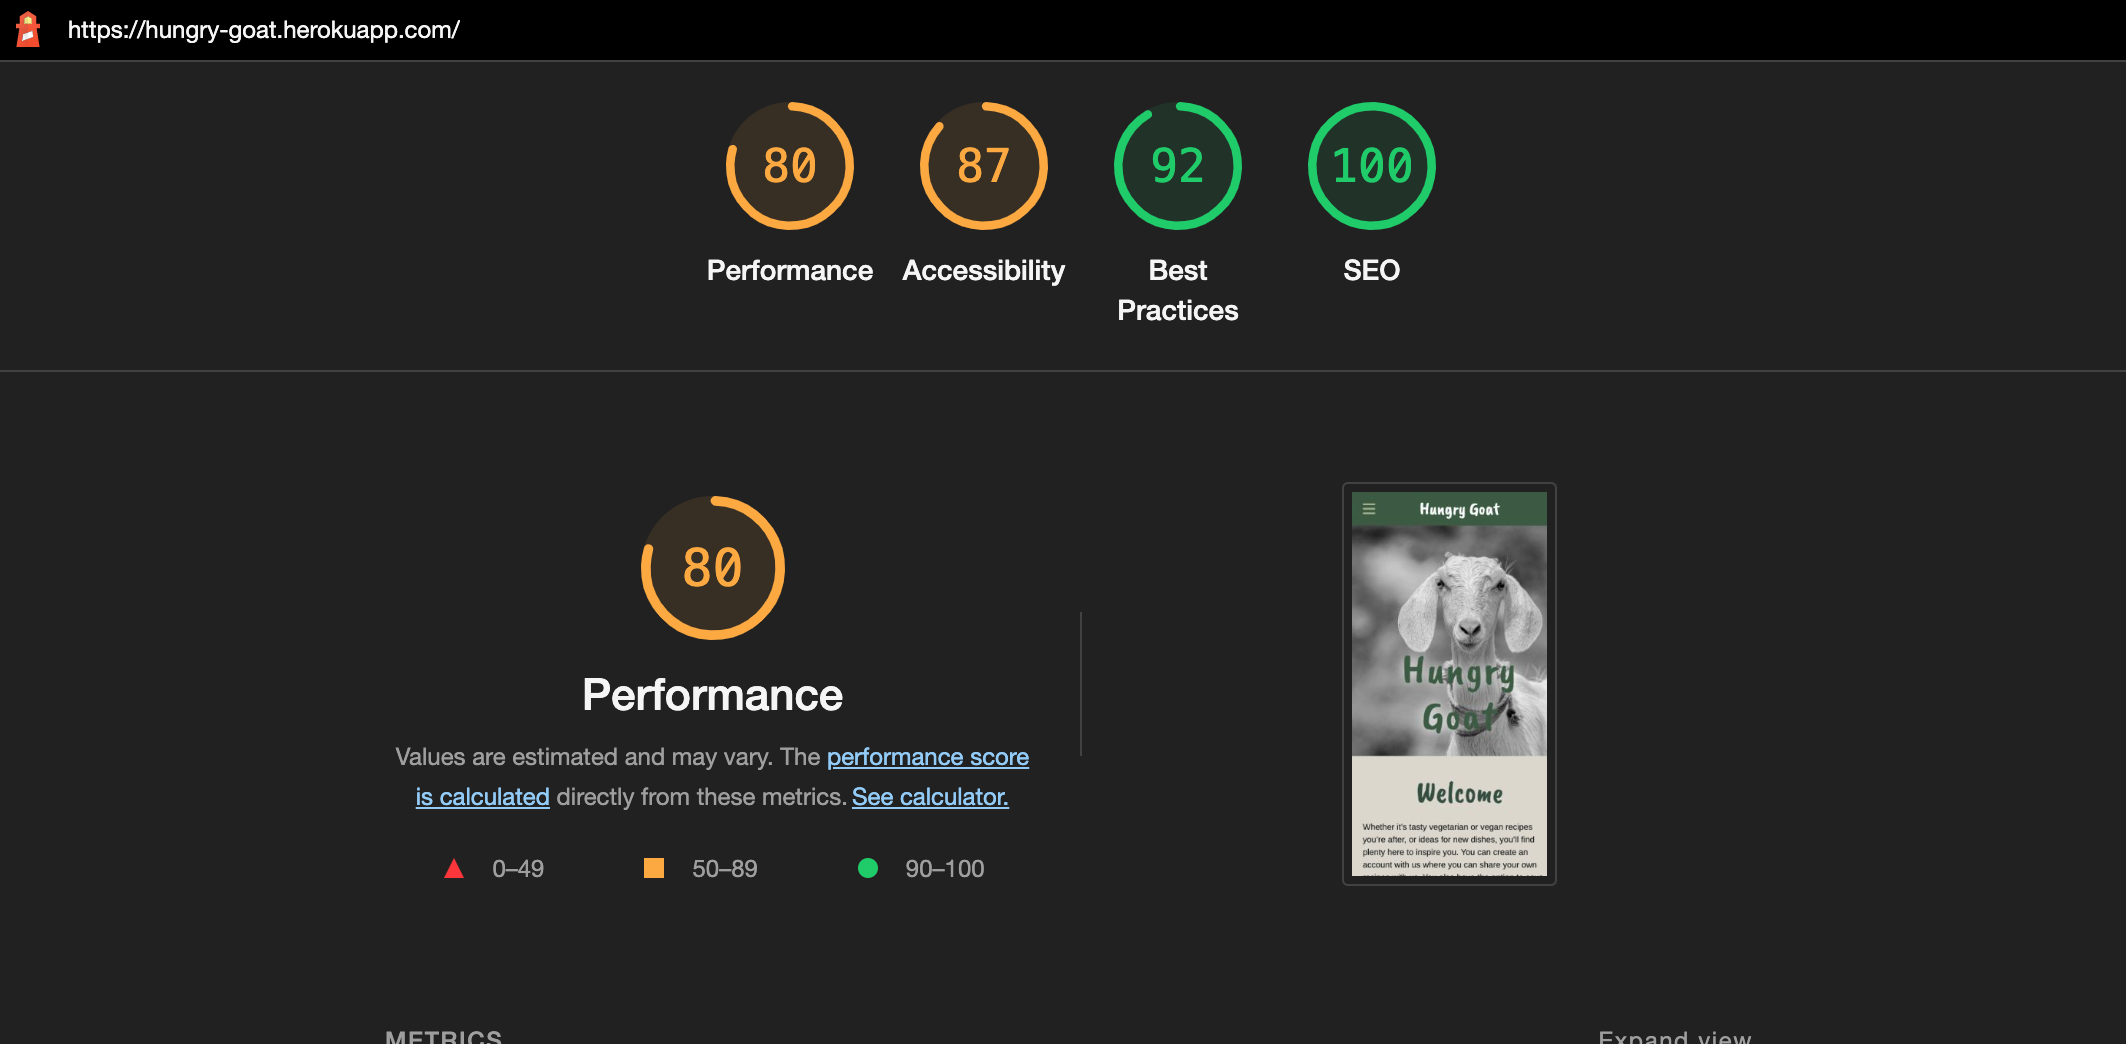 https://hungry-goat.herokuapp.com/
80
87
92
100
Performance
Accessibility
Best
Practices
SEO
80
Performance
Values are estimated and may vary. The performance score
is calculated directly from these metrics. See calculator.
0–49
50–89
90–100
Hungry Goat
Hungry
Goat
Welcome
Whether it's tasty vegetarian or vegan recipes
you're after, or ideas for new dishes, you'll find
plenty here to inspire you. You can create an
account with us where you can share your own
METRICS
Expand view